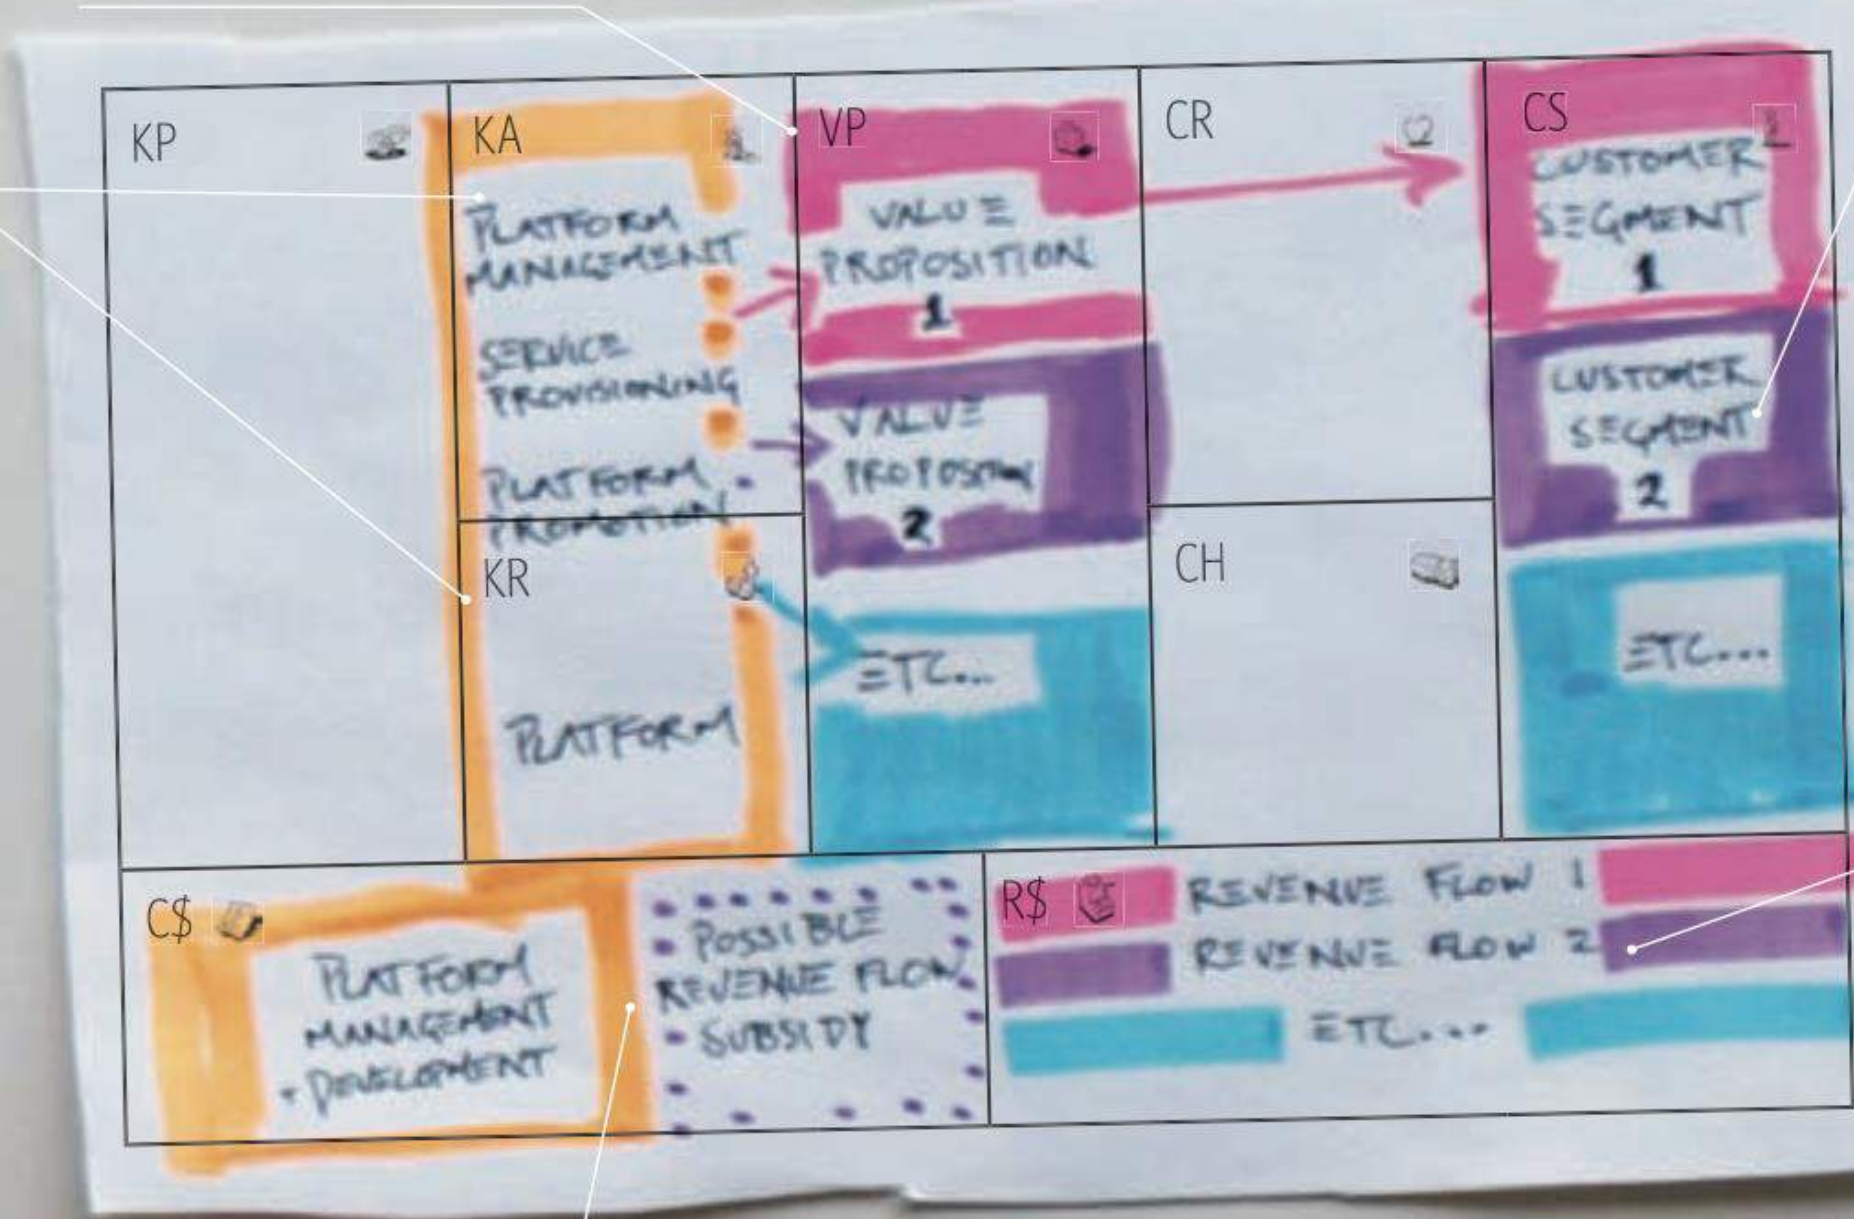 KP
KA
PLATFORM
MANAGEMENT
SERVICE
PROVISIONING
PLATFORM
PROMOTION
KR
PLATFORM
VP
VALUE
PROPOSITION
1
VALUE
PROPOSITION
2
ETC...
CR
CH
CS
CUSTOMER
SEGMENT
1
CUSTOMER
SEGMENT
2
ETC...
C$
PLATFORM
MANAGEMENT
+ DEVELOPMENT
POSSIBLE
REVENUE FLOW
SUBSIDY
R$
REVENUE FLOW 1
REVENUE FLOW 2
ETC....